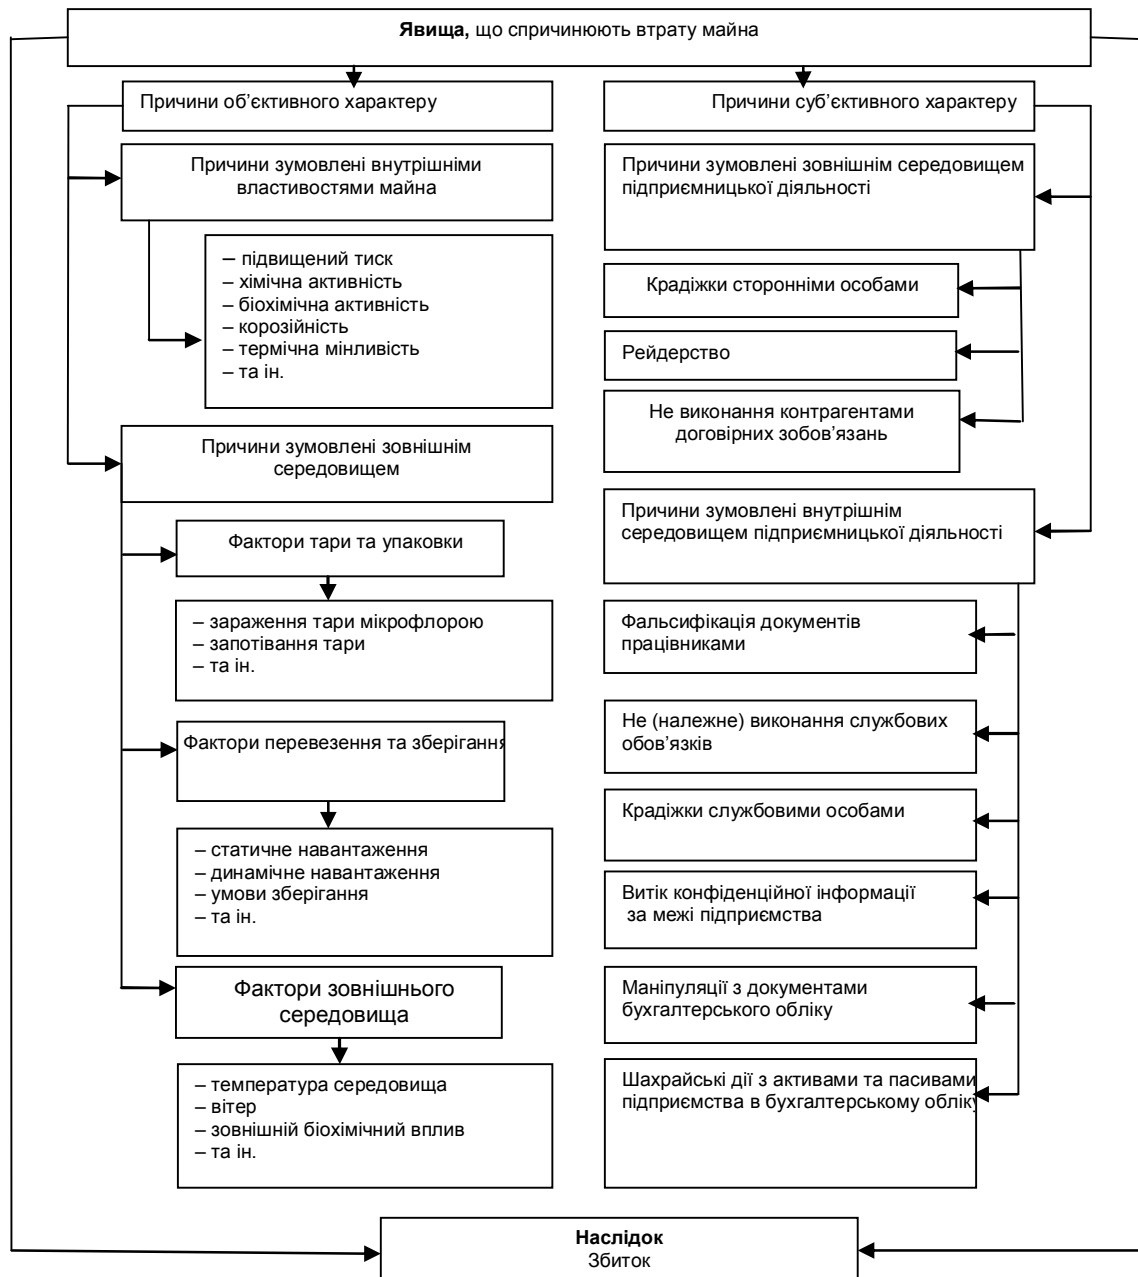 Явища, що спричинюють втрату майна
Причини об’єктивного характеру
Причини зумовлені внутрішніми
властивостями майна
– підвищений тиск
– хімічна активність
– біохімічна активність
– корозійність
– термічна мінливість
– та ін.
Причини зумовлені зовнішнім
середовищем
Фактори тари та упаковки
– зараження тари мікрофлорою
– запотівання тари
– та ін.
Фактори перевезення та зберігання
– статичне навантаження
– динамічне навантаження
– умови зберігання
– та ін.
Фактори зовнішнього
середовища
– температура середовища
– вітер
– зовнішній біохімічний вплив
– та ін.
Причини суб’єктивного характеру
Причини зумовлені зовнішнім середовищем
підприємницької діяльності
Крадіжки сторонніми особами
Рейдерство
Не виконання контрагентами
договірних зобов’язань
Причини зумовлені внутрішнім
середовищем підприємницької діяльності
Фальсифікація документів
працівниками
Не (належне) виконання службових
обов’язків
Крадіжки службовими особами
Витік конфіденційної інформації
за межі підприємства
Маніпуляції з документами
бухгалтерського обліку
Шахрайські дії з активами та пасивами
підприємства в бухгалтерському обліку
Наслідок
Збиток